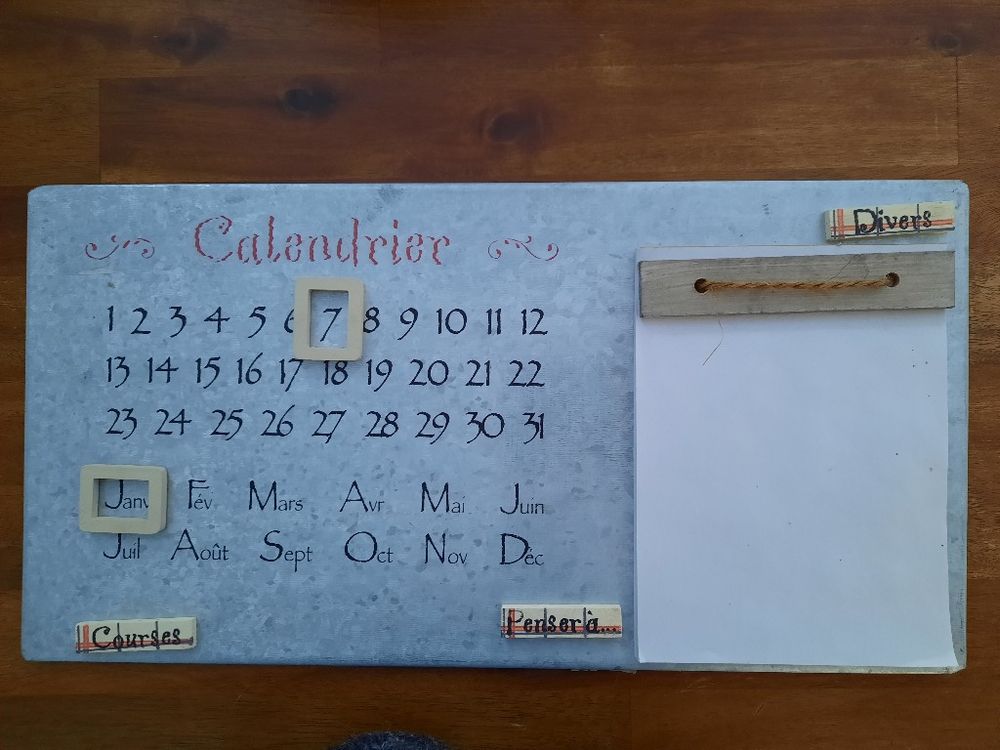 Calendrier
Divers
1 2 3 4 5 6 7 8 9 10 11 12
13 14 15 16 17 18 19 20 21 22
23 24 25 26 27 28 29 30 31
Janv Fév Mars Avr Mai Juin
Juil Août Sept Oct Nov Déc
Courses...
Penser à...